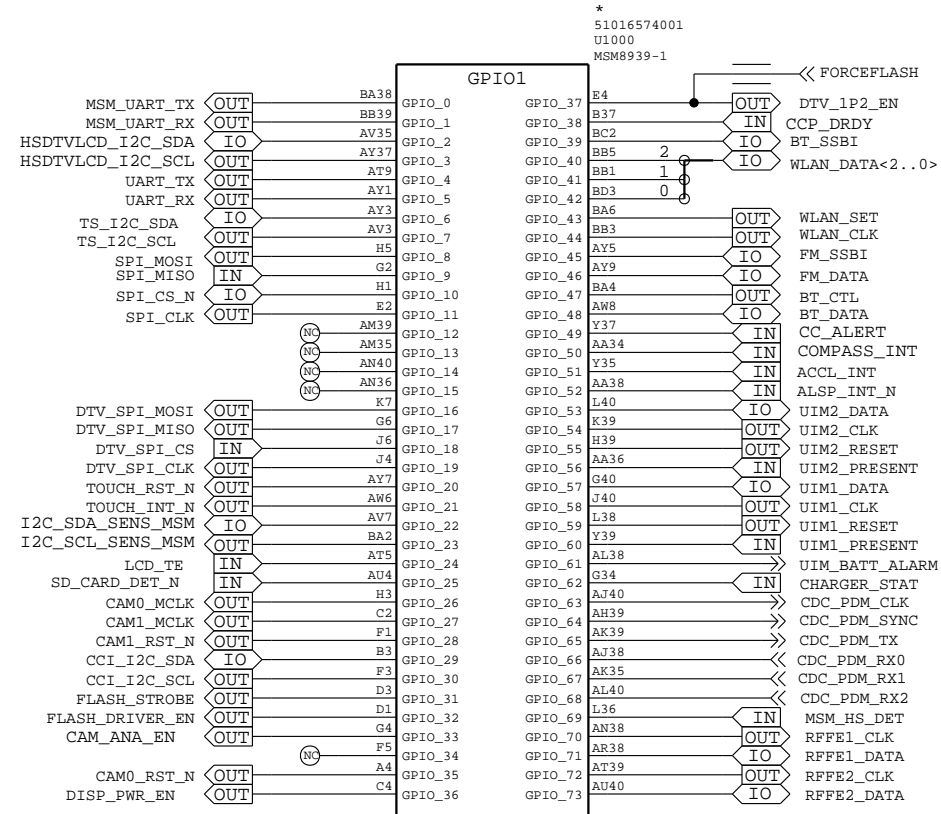 *
51016574001
U1000
MSM8939-1
GPIO1
FORCEFLASH
MSM_UART_TX OUT BA38 GPIO_0 GPIO_37 E4 OUT DTV_1P2_EN
MSM_UART_RX OUT BB39 GPIO_1 GPIO_38 B37 IN CCP_DRDY
HSDTVLCD_I2C_SDA IO AV35 GPIO_2 GPIO_39 BC2 IO BT_SSBI
HSDTVLCD_I2C_SCL OUT AY37 GPIO_3 GPIO_40 BB5 2 IO WLAN_DATA<2..0>
UART_TX OUT AT9 GPIO_4 GPIO_41 BB1 1
UART_RX OUT AY1 GPIO_5 GPIO_42 BD3 0
TS_I2C_SDA IO AY3 GPIO_6 GPIO_43 BA6 OUT WLAN_SET
TS_I2C_SCL OUT AV3 GPIO_7 GPIO_44 BB3 OUT WLAN_CLK
SPI_MOSI OUT H5 GPIO_8 GPIO_45 AY5 IO FM_SSBI
SPI_MISO IN G2 GPIO_9 GPIO_46 AY9 IO FM_DATA
SPI_CS_N IO H1 GPIO_10 GPIO_47 BA4 OUT BT_CTL
SPI_CLK OUT E2 GPIO_11 GPIO_48 AW8 IO BT_DATA
NC AM39 GPIO_12 GPIO_49 Y37 IN CC_ALERT
NC AM35 GPIO_13 GPIO_50 AA34 IN COMPASS_INT
NC AN40 GPIO_14 GPIO_51 Y35 IN ACCL_INT
NC AN36 GPIO_15 GPIO_52 AA38 IN ALSP_INT_N
DTV_SPI_MOSI OUT K7 GPIO_16 GPIO_53 L40 IO UIM2_DATA
DTV_SPI_MISO OUT G6 GPIO_17 GPIO_54 K39 OUT UIM2_CLK
DTV_SPI_CS IN J6 GPIO_18 GPIO_55 H39 OUT UIM2_RESET
DTV_SPI_CLK OUT J4 GPIO_19 GPIO_56 AA36 IN UIM2_PRESENT
TOUCH_RST_N OUT AY7 GPIO_20 GPIO_57 G40 IO UIM1_DATA
TOUCH_INT_N OUT AW6 GPIO_21 GPIO_58 J40 OUT UIM1_CLK
I2C_SDA_SENS_MSM IO AV7 GPIO_22 GPIO_59 L38 OUT UIM1_RESET
I2C_SCL_SENS_MSM OUT BA2 GPIO_23 GPIO_60 Y39 IN UIM1_PRESENT
LCD_TE IN AT5 GPIO_24 GPIO_61 AL38 UIM_BATT_ALARM
SD_CARD_DET_N IN AU4 GPIO_25 GPIO_62 G34 IN CHARGER_STAT
CAM0_MCLK OUT H3 GPIO_26 GPIO_63 AJ40 CDC_PDM_CLK
CAM1_MCLK OUT C2 GPIO_27 GPIO_64 AH39 CDC_PDM_SYNC
CAM1_RST_N OUT F1 GPIO_28 GPIO_65 AK39 CDC_PDM_TX
CCI_I2C_SDA IO B3 GPIO_29 GPIO_66 AJ38 CDC_PDM_RX0
CCI_I2C_SCL OUT F3 GPIO_30 GPIO_67 AK35 CDC_PDM_RX1
FLASH_STROBE OUT D3 GPIO_31 GPIO_68 AL40 CDC_PDM_RX2
FLASH_DRIVER_EN OUT D1 GPIO_32 GPIO_69 L36 IN MSM_HS_DET
CAM_ANA_EN OUT G4 GPIO_33 GPIO_70 AN38 OUT RFFE1_CLK
NC F5 GPIO_34 GPIO_71 AR38 IO RFFE1_DATA
CAM0_RST_N OUT A4 GPIO_35 GPIO_72 AT39 OUT RFFE2_CLK
DISP_PWR_EN OUT C4 GPIO_36 GPIO_73 AU40 IO RFFE2_DATA